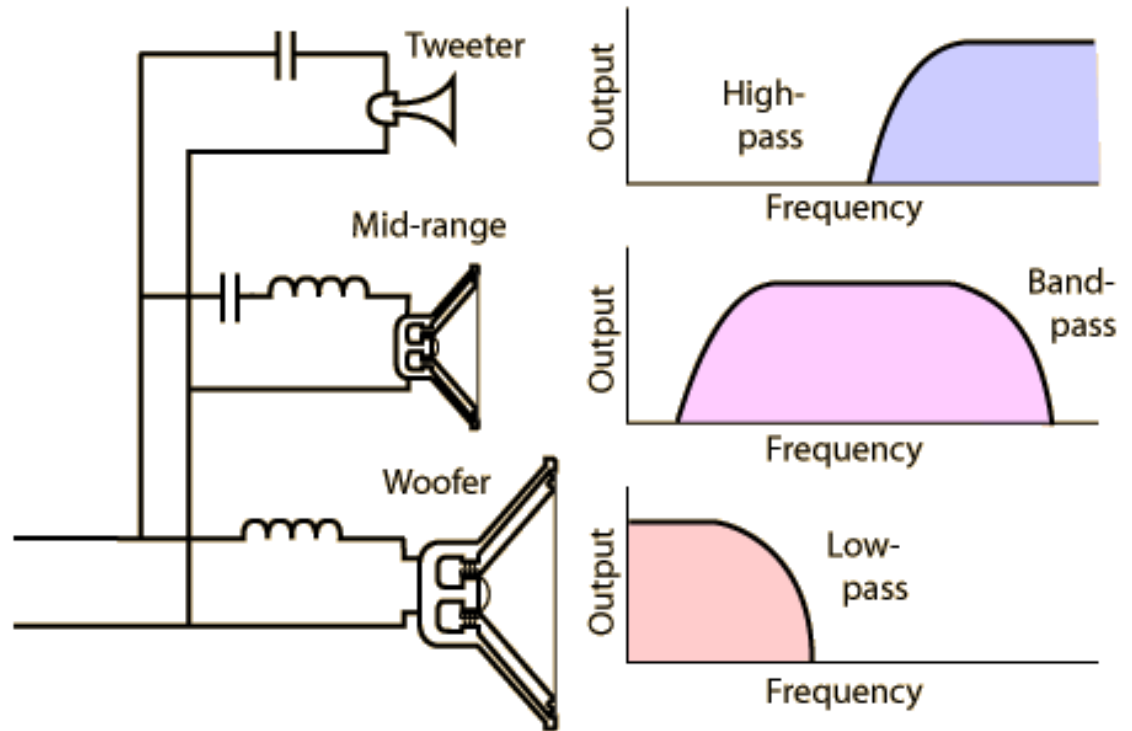 Tweeter
High-
pass
Output
Frequency
Mid-range
Band-
pass
Output
Frequency
Woofer
Low-
pass
Output
Frequency